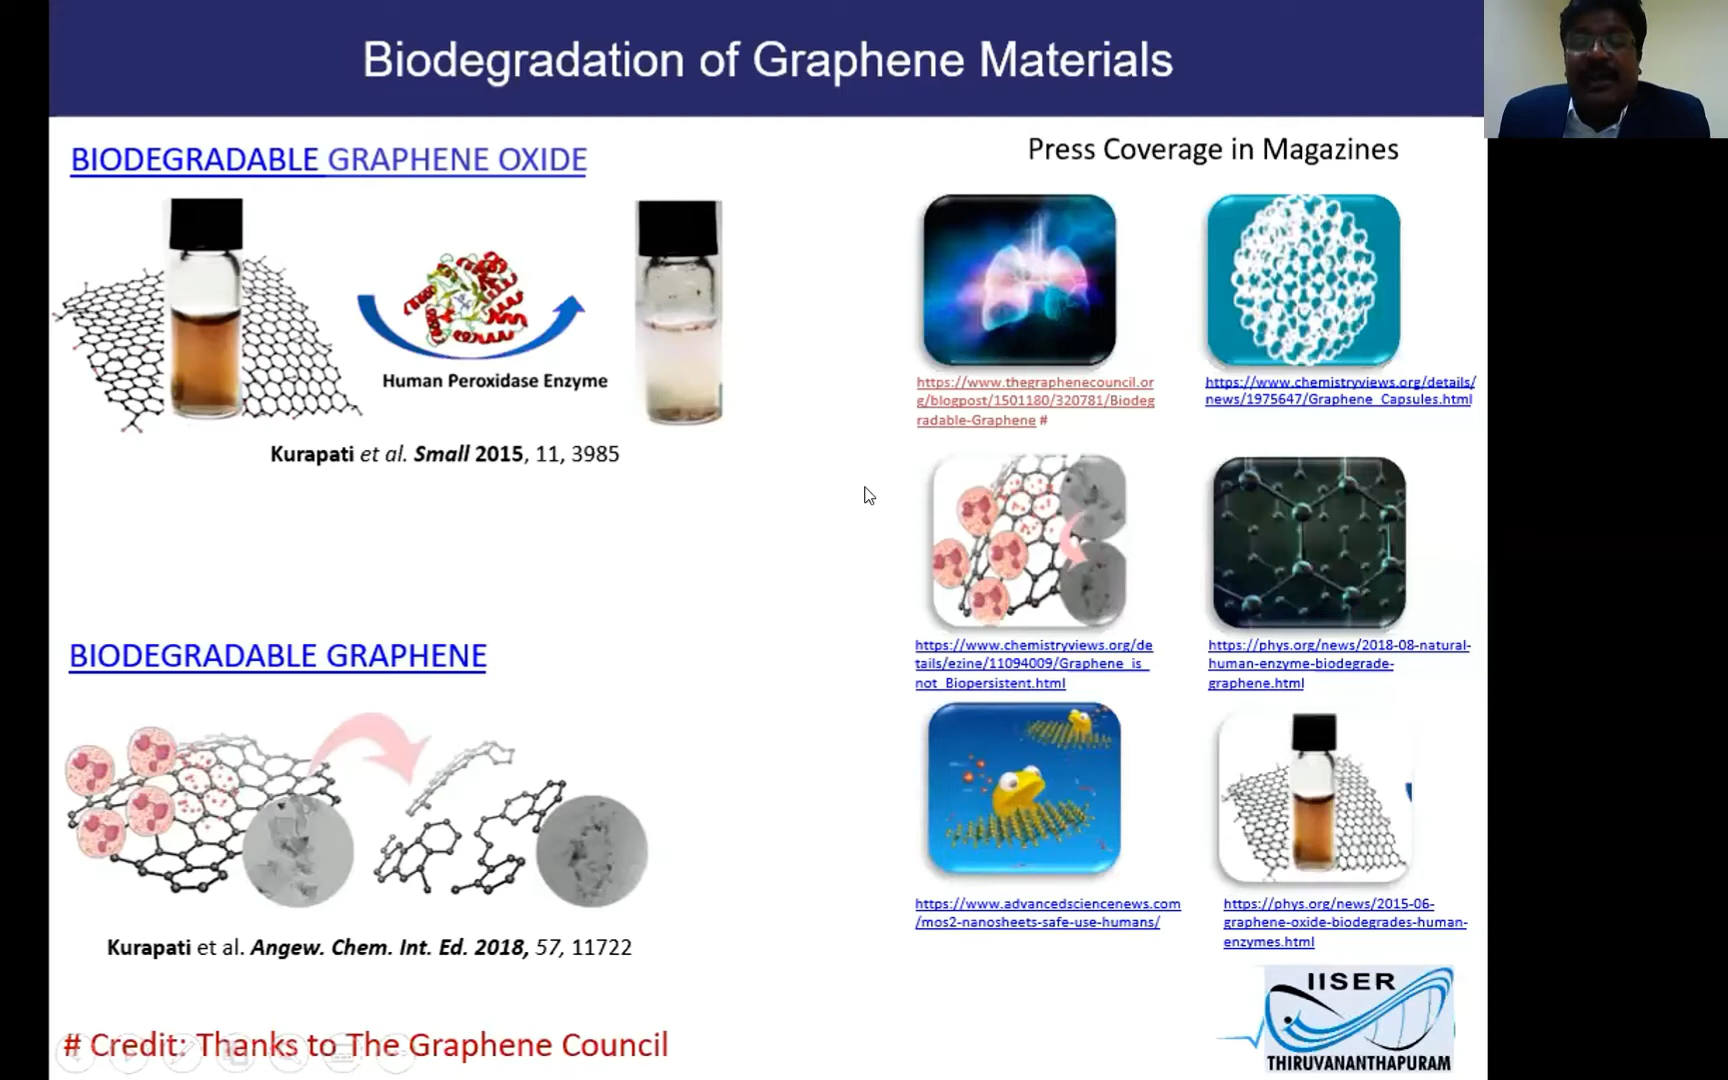 Biodegradation of Graphene Materials
BIODEGRADABLE GRAPHENE OXIDE
Human Peroxidase Enzyme
Kurapati et al. Small 2015, 11, 3985
BIODEGRADABLE GRAPHENE
Kurapati et al. Angew. Chem. Int. Ed. 2018, 57, 11722
# Credit: Thanks to The Graphene Council
Press Coverage in Magazines
https://www.thegraphenecouncil.or
g/blogpost/1501180/320781/Biodeg
radable-Graphene #
https://www.chemistryviews.org/details/
news/1975647/Graphene_Capsules.html
https://www.chemistryviews.org/de
tails/ezine/11094009/Graphene_is_
not_Biopersistent.html
https://phys.org/news/2018-08-natural-
human-enzyme-biodegrade-
graphene.html
https://www.advancedsciencenews.com
/mos2-nanosheets-safe-use-humans/
https://phys.org/news/2015-06-
graphene-oxide-biodegrades-human-
enzymes.html
IISER
THIRUVANANTHAPURAM